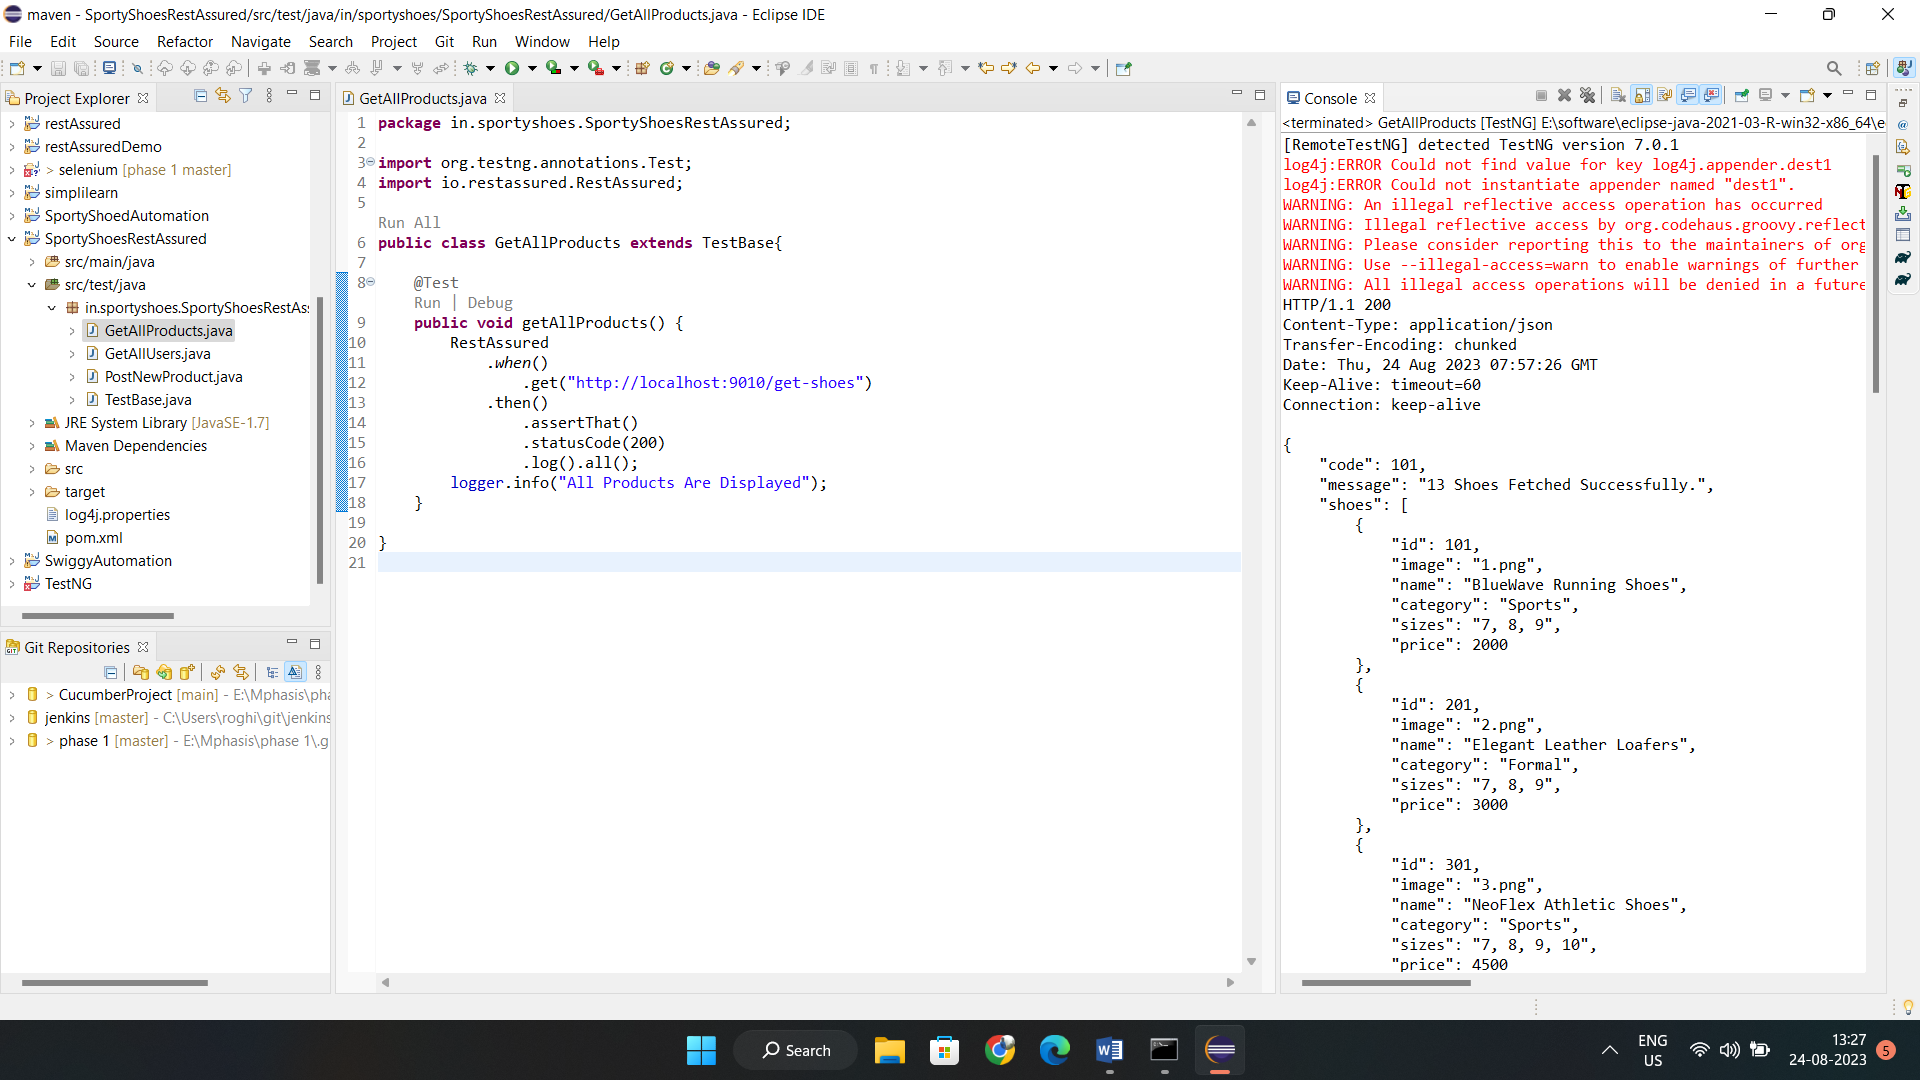 maven - SportyShoesRestAssured/src/test/java/in/sportyshoes/SportyShoesRestAssured/GetAllProducts.java - Eclipse IDE
File Edit Source Refactor Navigate Search Project Git Run Window Help
Project Explorer
restAssured
restAssuredDemo
> selenium [phase 1 master]
simplilearn
SportyShoedAutomation
SportyShoesRestAssured
src/main/java
src/test/java
in.sportyshoes.SportyShoesRestAs
GetAllProducts.java
GetAllUsers.java
PostNewProduct.java
TestBase.java
JRE System Library [JavaSE-1.7]
Maven Dependencies
src
target
log4j.properties
pom.xml
SwiggyAutomation
TestNG
Git Repositories
> CucumberProject [main] - E:\Mphasis\pha
jenkins [master] - C:\Users\roghi\git\jenkins
> phase 1 [master] - E:\Mphasis\phase 1\.g
GetAllProducts.java
1 package in.sportyshoes.SportyShoesRestAssured;
2
3 import org.testng.annotations.Test;
4 import io.restassured.RestAssured;
5
Run All
6 public class GetAllProducts extends TestBase{
7
8 @Test
Run | Debug
9 public void getAllProducts() {
10 RestAssured
11 .when()
12 .get("http://localhost:9010/get-shoes")
13 .then()
14 .assertThat()
15 .statusCode(200)
16 .log().all();
17 logger.info("All Products Are Displayed");
18 }
19
20 }
21
Console
<terminated> GetAllProducts [TestNG] E:\software\eclipse-java-2021-03-R-win32-x86_64\e
[RemoteTestNG] detected TestNG version 7.0.1
log4j:ERROR Could not find value for key log4j.appender.dest1
log4j:ERROR Could not instantiate appender named "dest1".
WARNING: An illegal reflective access operation has occurred
WARNING: Illegal reflective access by org.codehaus.groovy.reflect
WARNING: Please consider reporting this to the maintainers of org
WARNING: Use --illegal-access=warn to enable warnings of further
WARNING: All illegal access operations will be denied in a future
HTTP/1.1 200
Content-Type: application/json
Transfer-Encoding: chunked
Date: Thu, 24 Aug 2023 07:57:26 GMT
Keep-Alive: timeout=60
Connection: keep-alive
{
"code": 101,
"message": "13 Shoes Fetched Successfully.",
"shoes": [
{
"id": 101,
"image": "1.png",
"name": "BlueWave Running Shoes",
"category": "Sports",
"sizes": "7, 8, 9",
"price": 2000
},
{
"id": 201,
"image": "2.png",
"name": "Elegant Leather Loafers",
"category": "Formal",
"sizes": "7, 8, 9",
"price": 3000
},
{
"id": 301,
"image": "3.png",
"name": "NeoFlex Athletic Shoes",
"category": "Sports",
"sizes": "7, 8, 9, 10",
"price": 4500
Search
ENG
US
13:27
24-08-2023
5